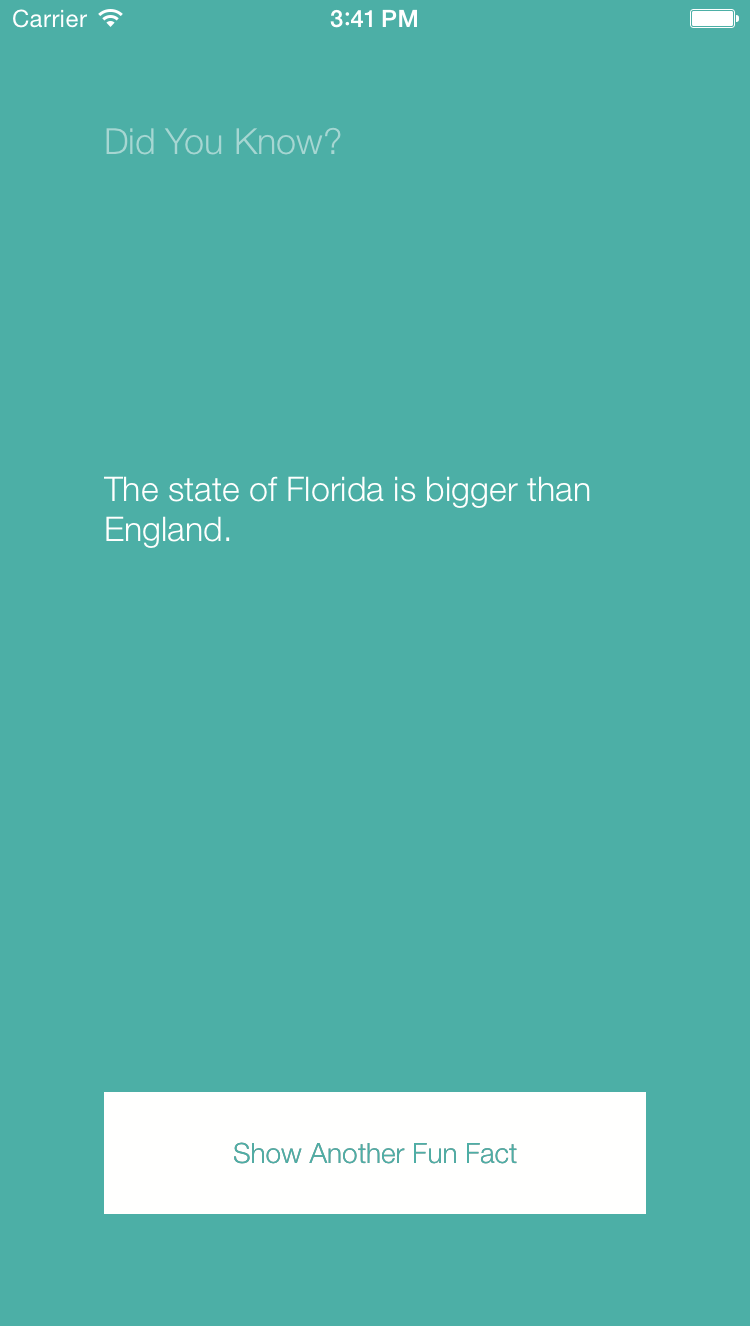 Carrier 3:41 PM
Did You Know?
The state of Florida is bigger than
England.
Show Another Fun Fact